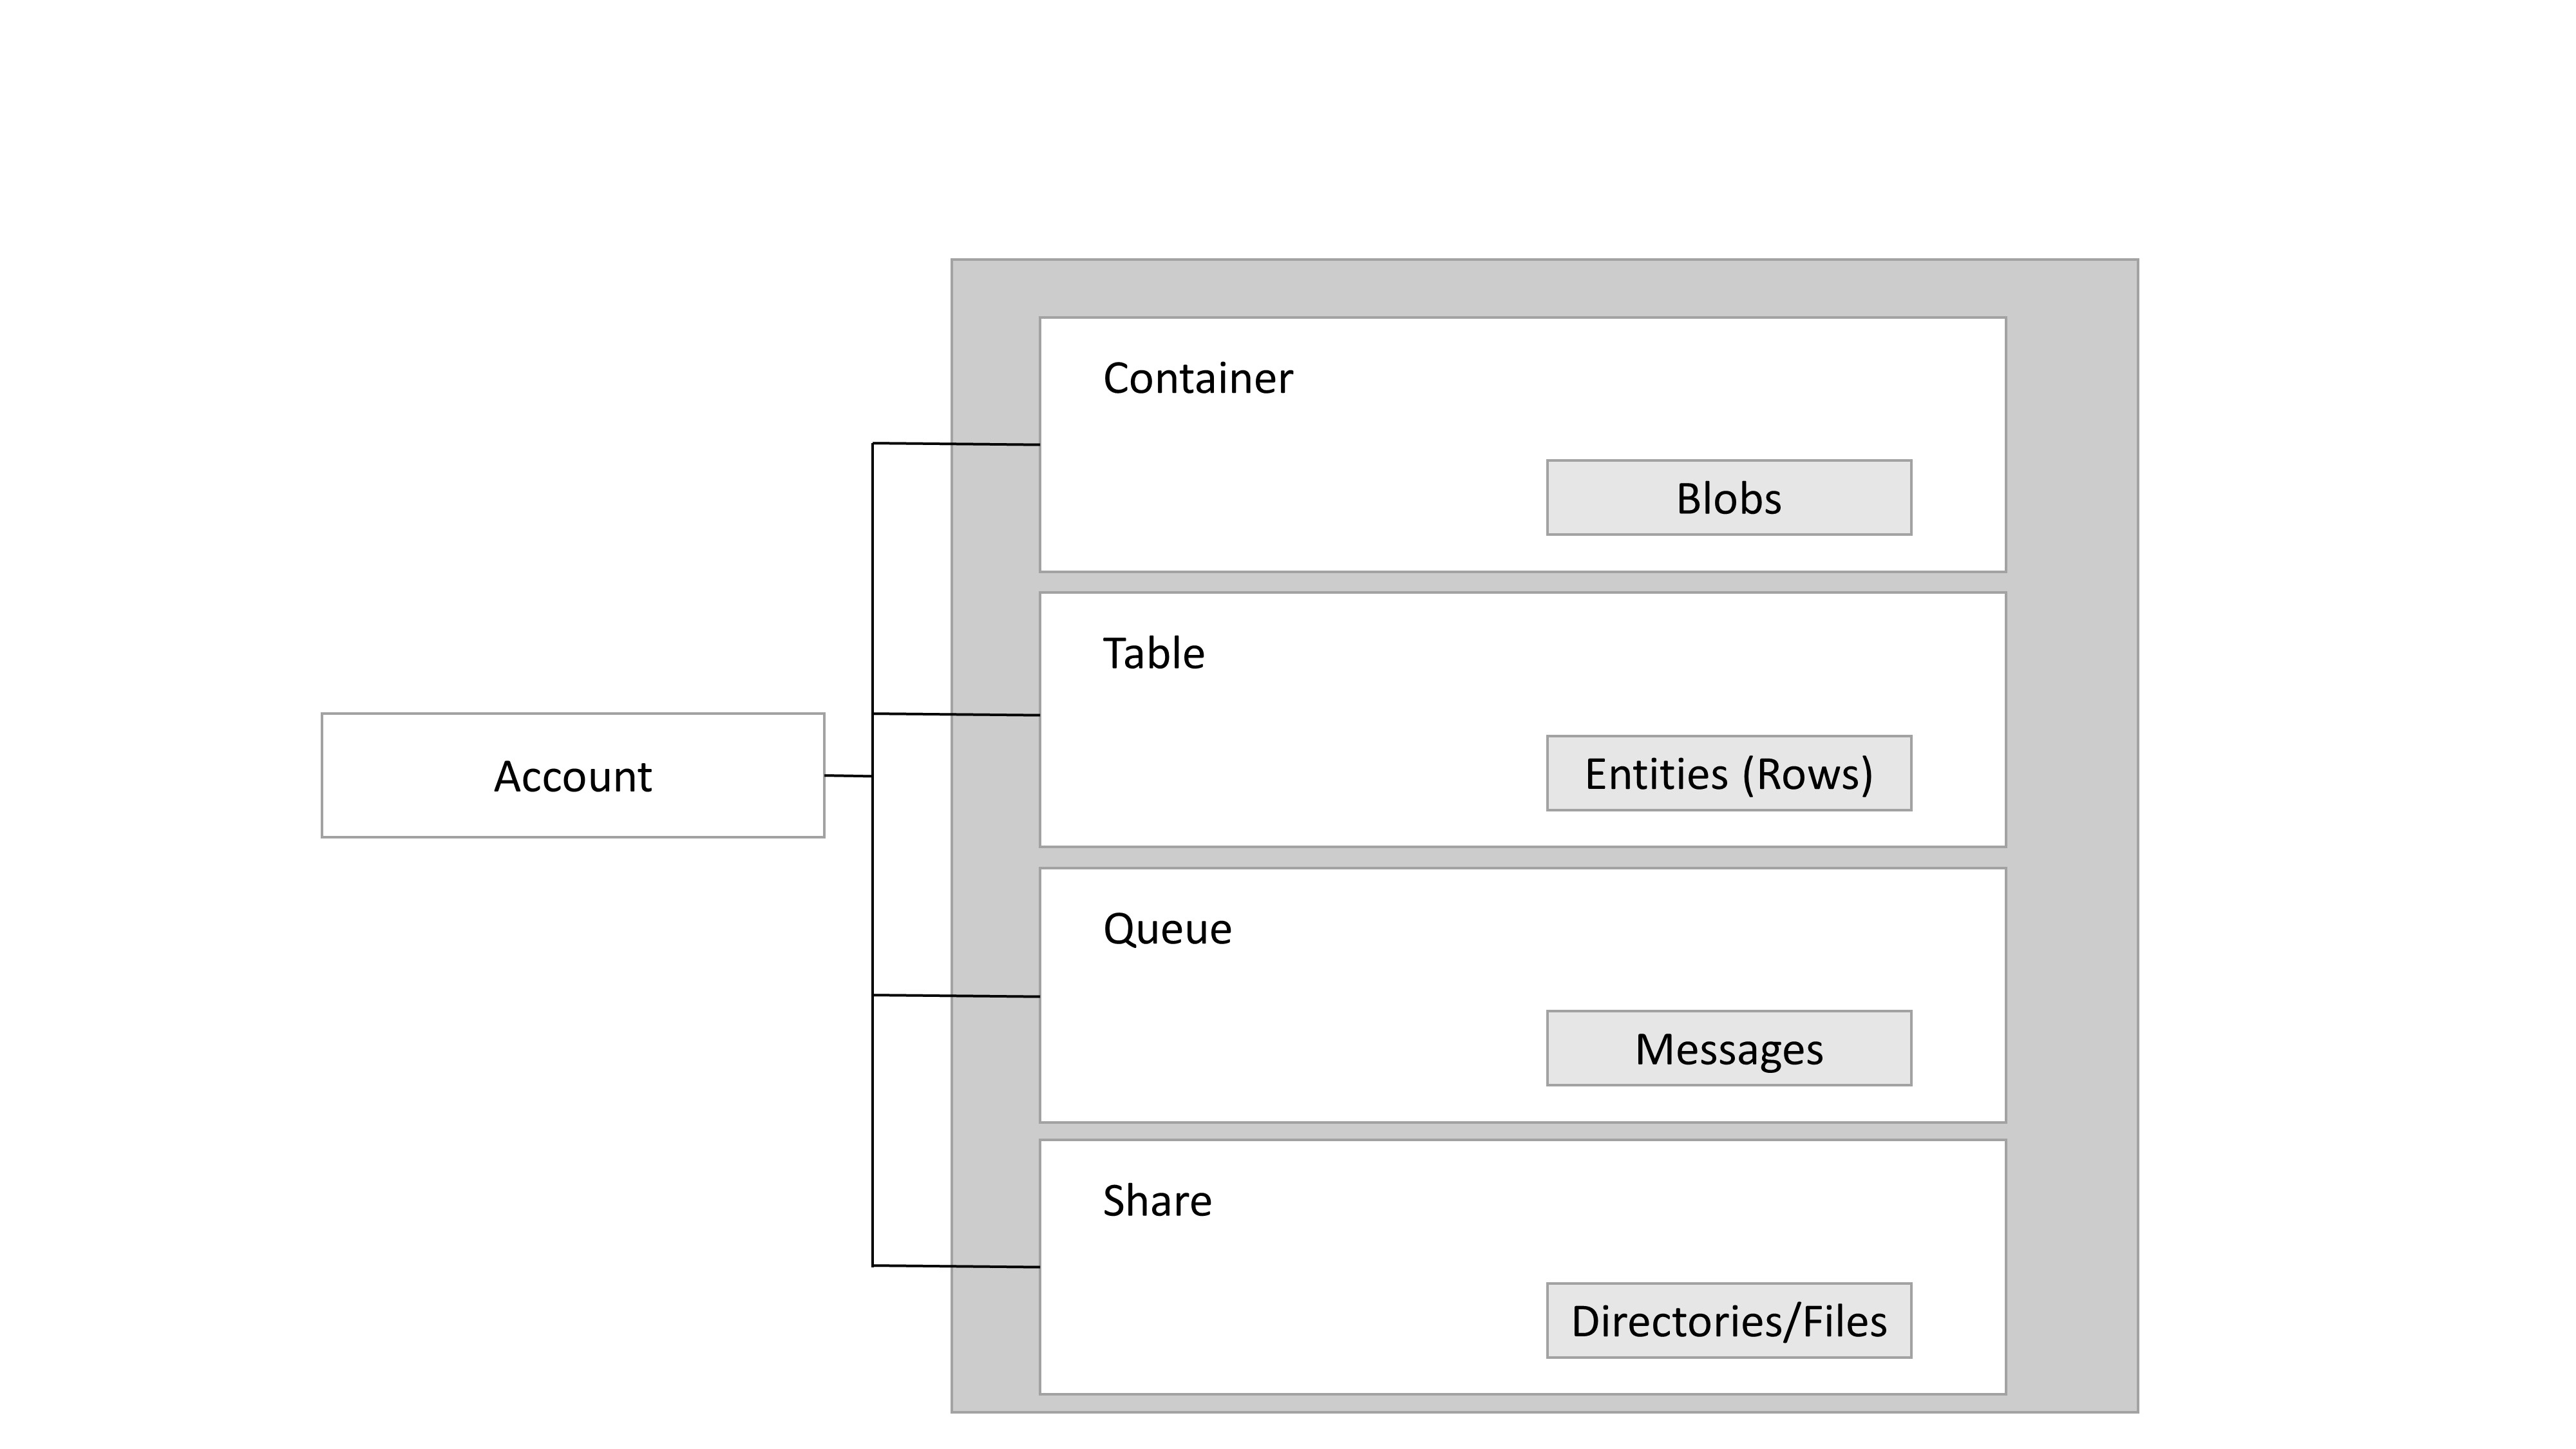 Container
Blobs
Table
Account
Entities (Rows)
Queue
Messages
Share
Directories/Files